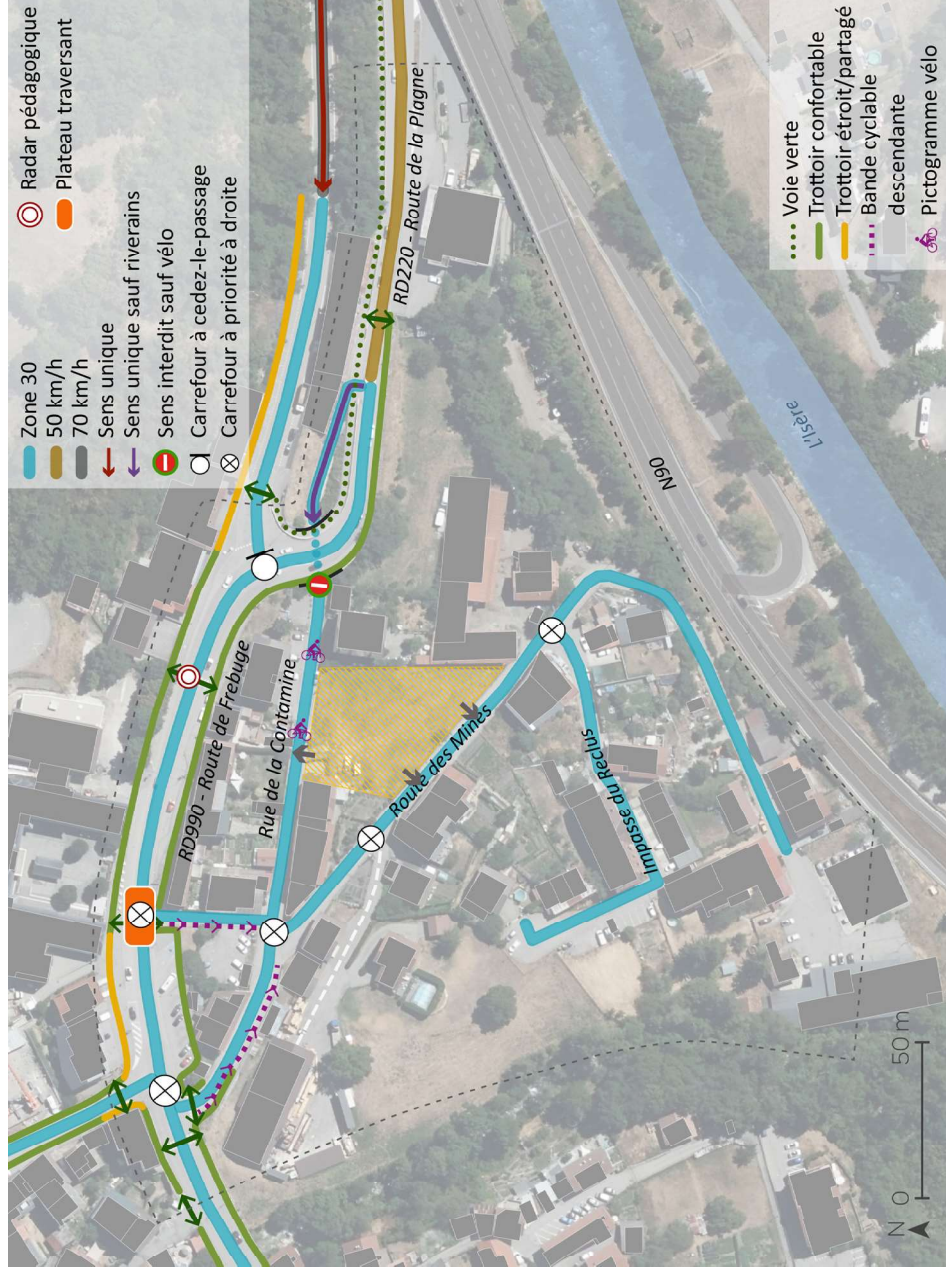 Zone 30
50 km/h
70 km/h
Sens unique
Sens unique sauf riverains
Sens interdit sauf vélo
Carrefour à cedez-le-passage
Carrefour à priorité à droite
Radar pédagogique
Plateau traversant
RD220 - Route de la Plagne
RD990 - Route de Frebuge
Rue de la Contamine
Route des Mines
Impasse du Reclus
N90
L'Isère
Voie verte
Trottoir confortable
Trottoir étroit/partagé
Bande cyclable
descendante
Pictogramme vélo
N
0
50 m